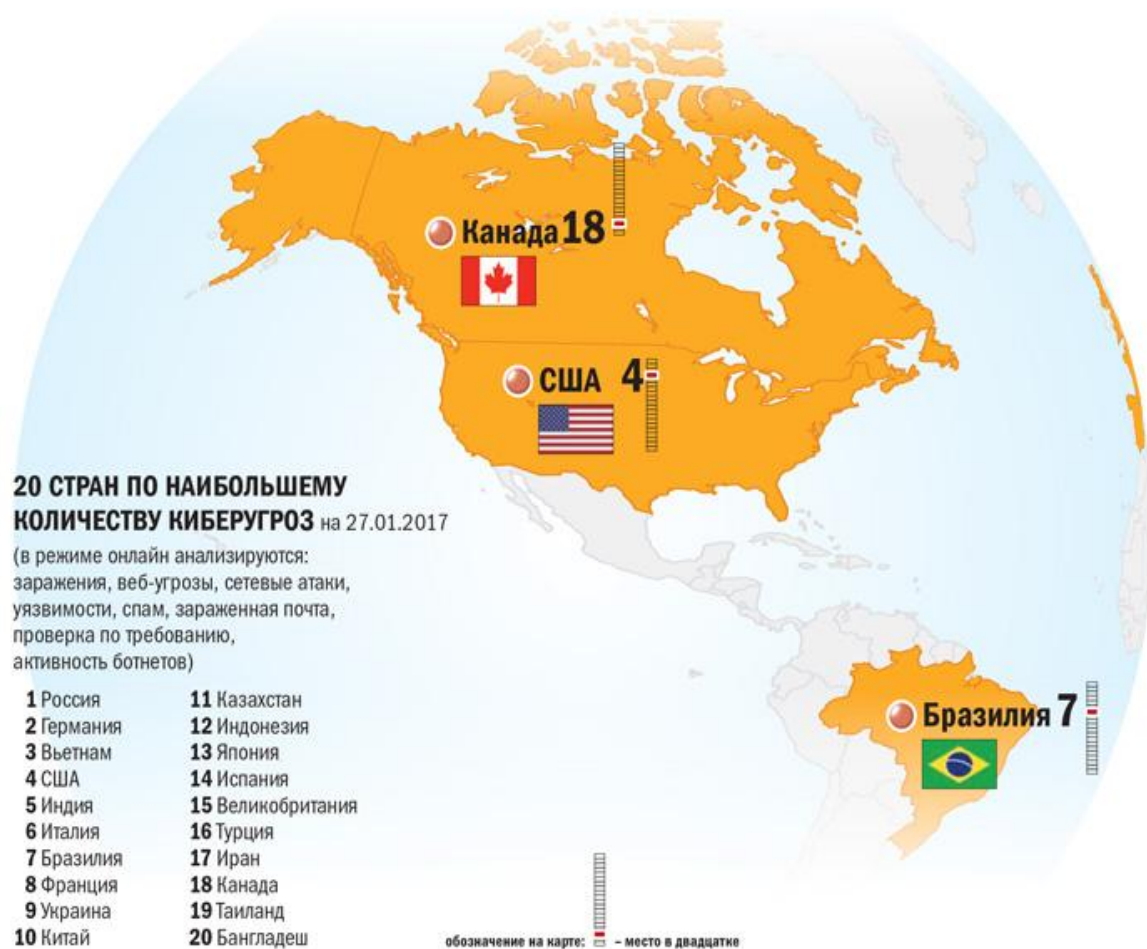 Канада 18
США 4
20 СТРАН ПО НАИБОЛЬШЕМУ
КОЛИЧЕСТВУ КИБЕРУГРОЗ на 27.01.2017
(в режиме онлайн анализируются:
заражения, веб-угрозы, сетевые атаки,
уязвимости, спам, зараженная почта,
проверка по требованию,
активность ботнетов)
1 Россия
2 Германия
3 Вьетнам
4 США
5 Индия
6 Италия
7 Бразилия
8 Франция
9 Украина
10 Китай
11 Казахстан
12 Индонезия
13 Япония
14 Испания
15 Великобритания
16 Турция
17 Иран
18 Канада
19 Таиланд
20 Бангладеш
Бразилия 7
обозначение на карте: – место в двадцатке